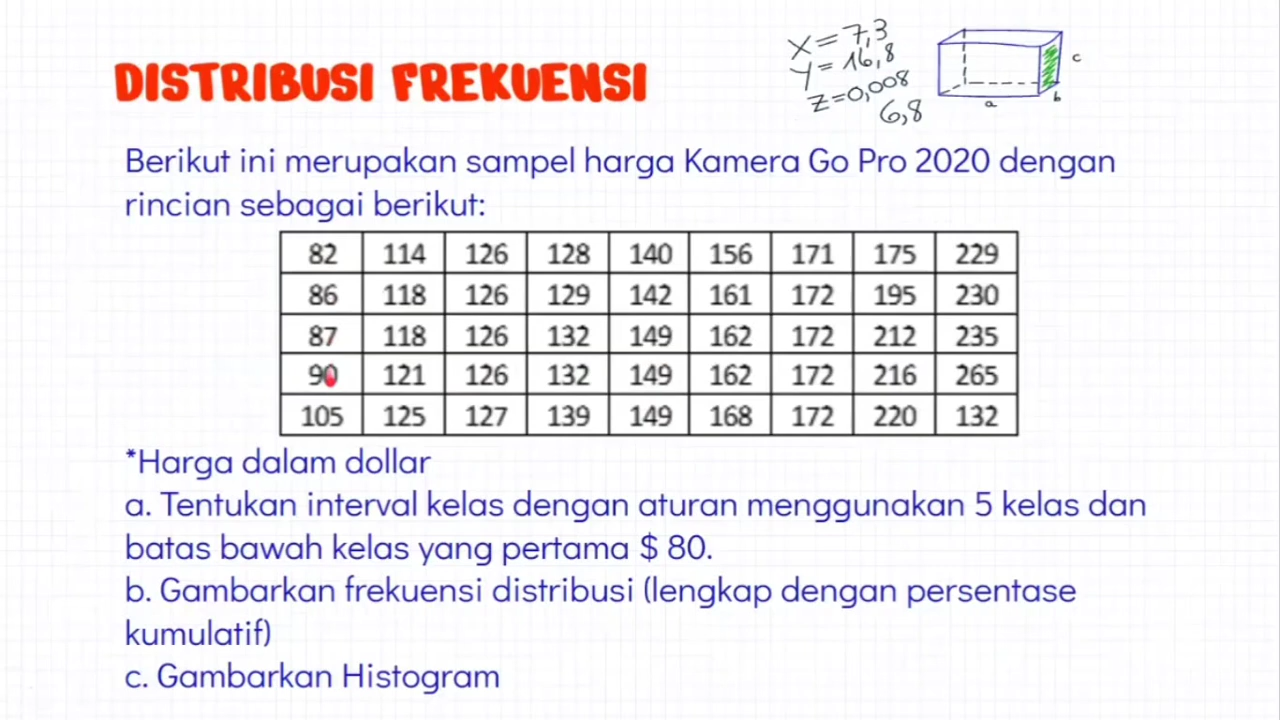 X=7,3
Y=16,8
Z=0,008
6,8
c
b
a
DISTRIBUSI FREKUENSI
Berikut ini merupakan sampel harga Kamera Go Pro 2020 dengan
rincian sebagai berikut:
82 114 126 128 140 156 171 175 229
86 118 126 129 142 161 172 195 230
87 118 126 132 149 162 172 212 235
90 121 126 132 149 162 172 216 265
105 125 127 139 149 168 172 220 132
*Harga dalam dollar
a. Tentukan interval kelas dengan aturan menggunakan 5 kelas dan
batas bawah kelas yang pertama $ 80.
b. Gambarkan frekuensi distribusi (lengkap dengan persentase
kumulatif)
c. Gambarkan Histogram